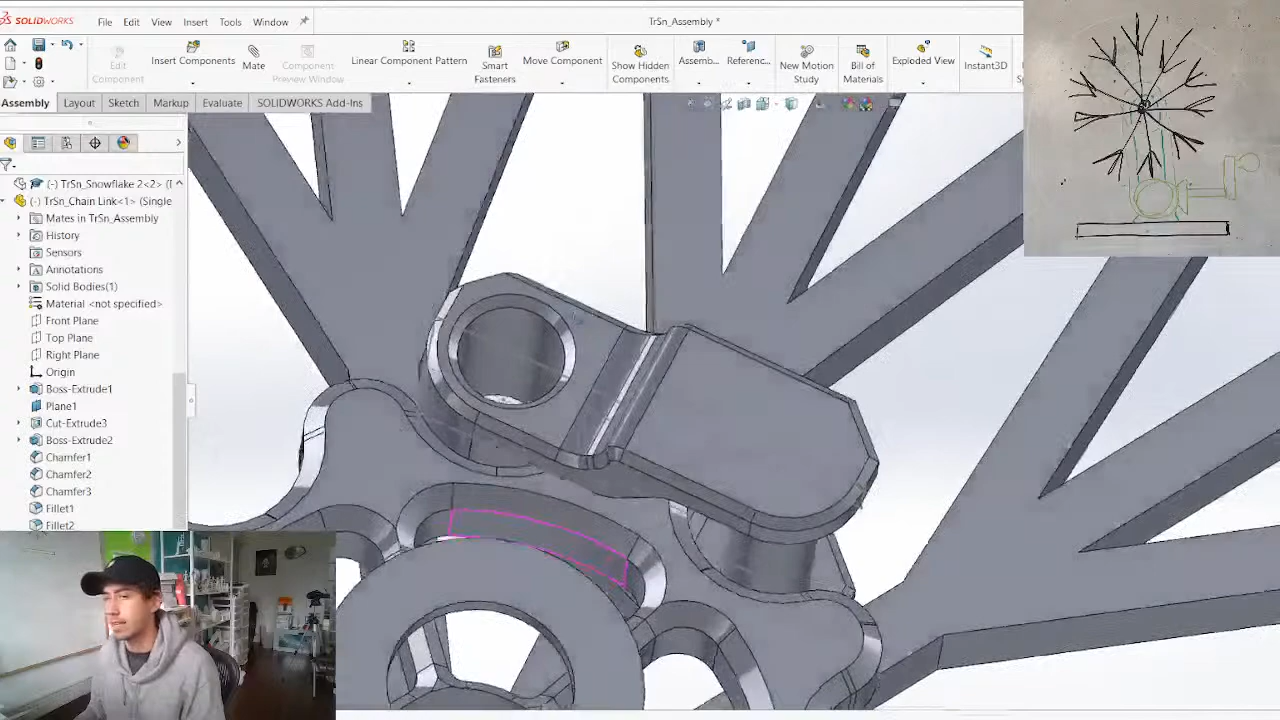 SOLIDWORKS File Edit View Insert Tools Window TrSn_Assembly *
Edit Component
Insert Components
Mate
Component Preview Window
Linear Component Pattern
Smart Fasteners
Move Component
Show Hidden Components
Assemb...
Referenc...
New Motion Study
Bill of Materials
Exploded View
Instant3D
Assembly Layout Sketch Markup Evaluate SOLIDWORKS Add-Ins
(-) TrSn_Snowflake 2<2> (
(-) TrSn_Chain Link<1> (Single
Mates in TrSn_Assembly
History
Sensors
Annotations
Solid Bodies(1)
Material <not specified>
Front Plane
Top Plane
Right Plane
Origin
Boss-Extrude1
Plane1
Cut-Extrude3
Boss-Extrude2
Chamfer1
Chamfer2
Chamfer3
Fillet1
Fillet2